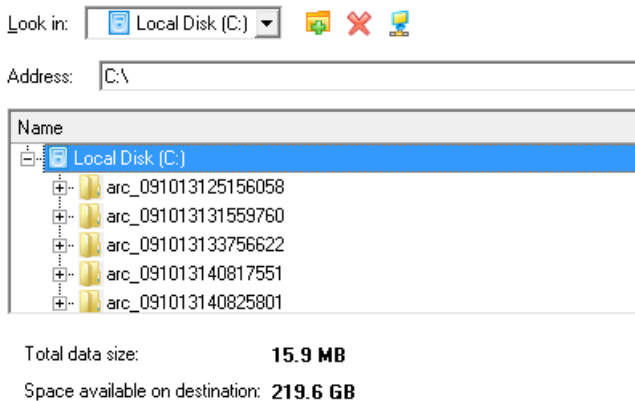 Look in: Local Disk (C:)
Address: C:\
Name
Local Disk (C:)
arc_091013125156058
arc_091013131559760
arc_091013133756622
arc_091013140817551
arc_091013140825801
Total data size: 15.9 MB
Space available on destination: 219.6 GB